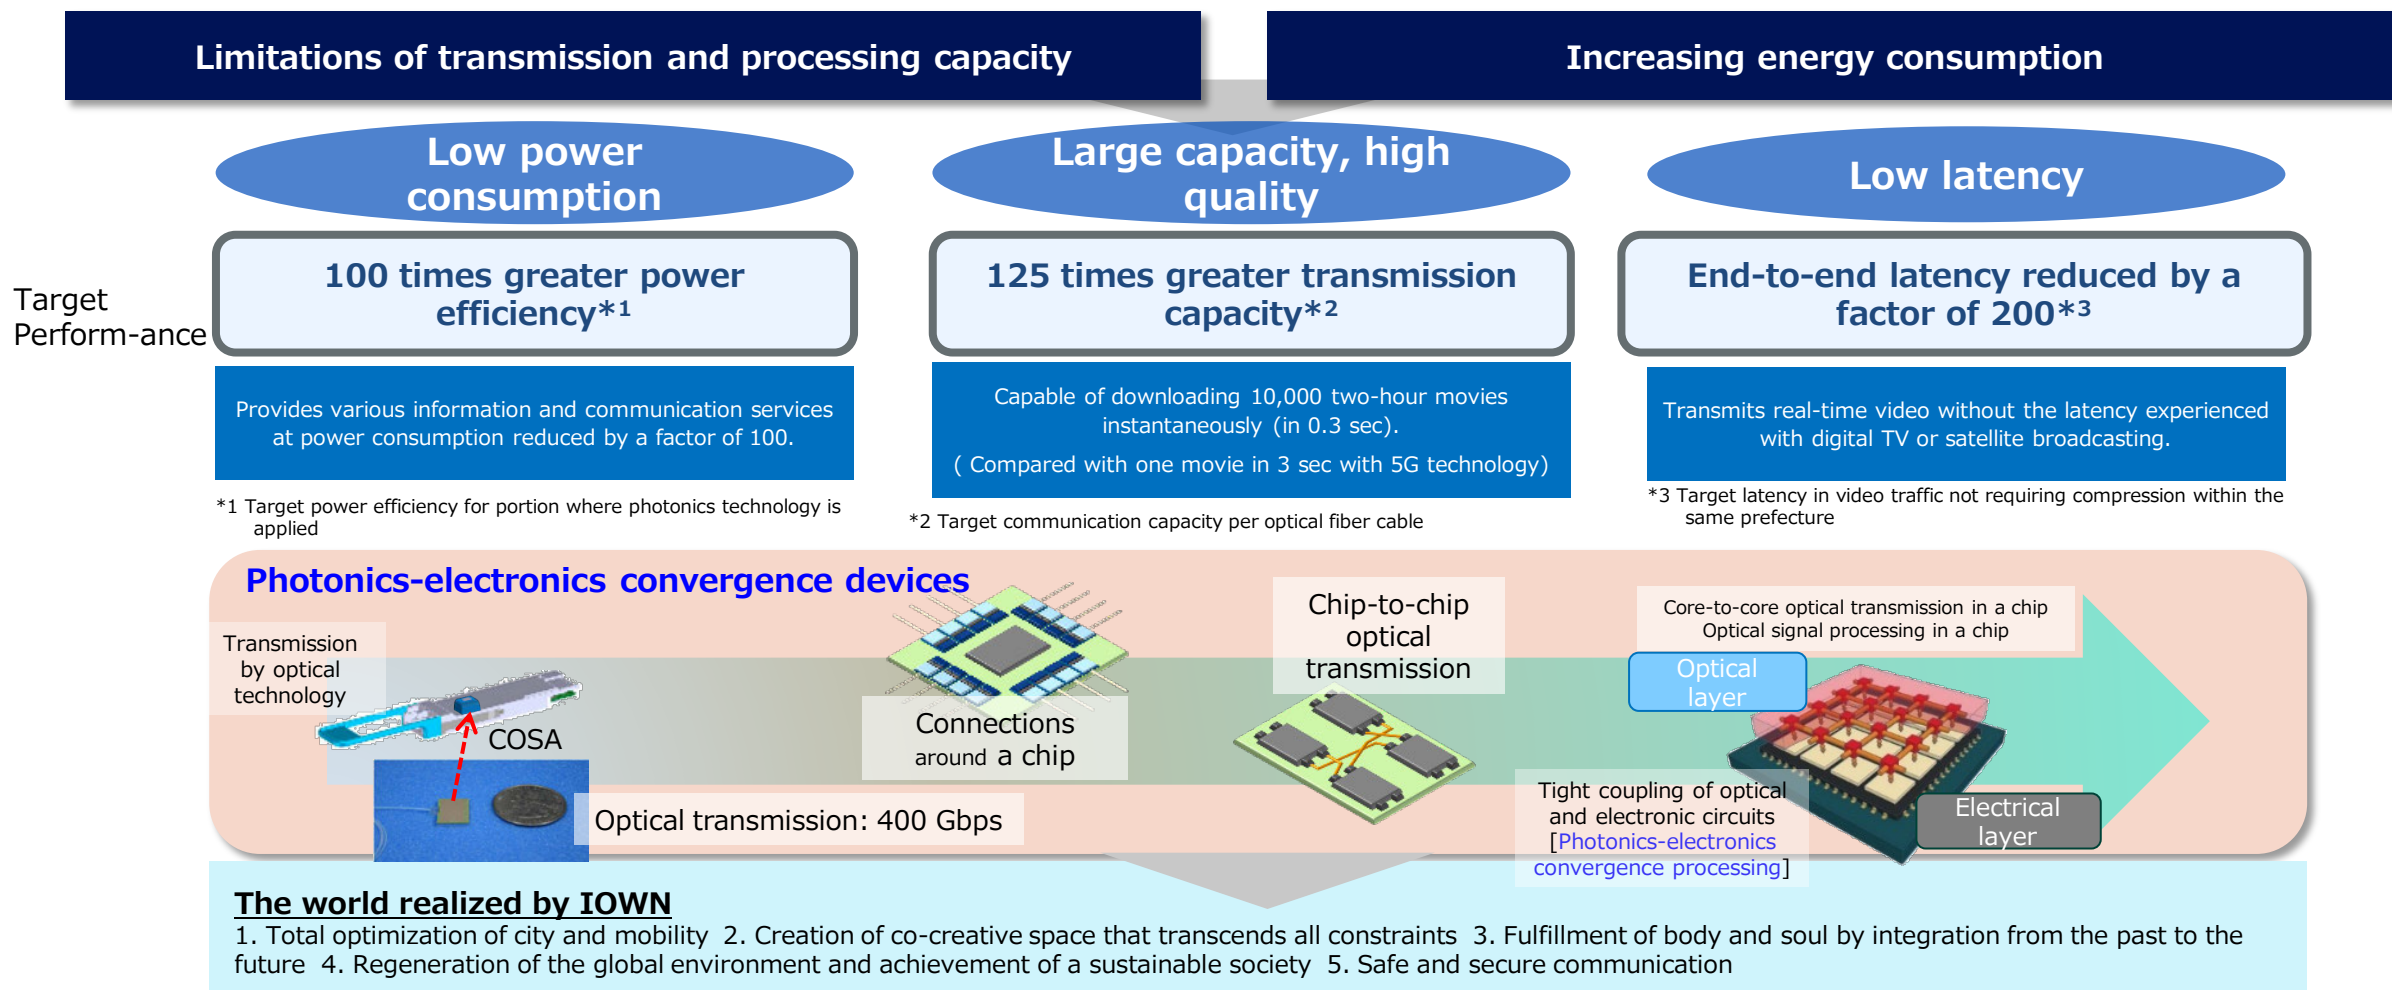 Limitations of transmission and processing capacity
Increasing energy consumption
Low power
consumption
Large capacity, high
quality
Low latency
Target
Perform-ance
100 times greater power
efficiency*1
125 times greater transmission
capacity*2
End-to-end latency reduced by a
factor of 200*3
Provides various information and communication services
at power consumption reduced by a factor of 100.
Capable of downloading 10,000 two-hour movies
instantaneously (in 0.3 sec).
( Compared with one movie in 3 sec with 5G technology)
Transmits real-time video without the latency experienced
with digital TV or satellite broadcasting.
*1 Target power efficiency for portion where photonics technology is
applied
*2 Target communication capacity per optical fiber cable
*3 Target latency in video traffic not requiring compression within the
same prefecture
Photonics-electronics convergence devices
Transmission
by optical
technology
COSA
Optical transmission: 400 Gbps
Connections
around a chip
Chip-to-chip
optical
transmission
Core-to-core optical transmission in a chip
Optical signal processing in a chip
Optical
layer
Tight coupling of optical
and electronic circuits
[Photonics-electronics
convergence processing]
Electrical
layer
The world realized by IOWN
1. Total optimization of city and mobility 2. Creation of co-creative space that transcends all constraints 3. Fulfillment of body and soul by integration from the past to the
future 4. Regeneration of the global environment and achievement of a sustainable society 5. Safe and secure communication